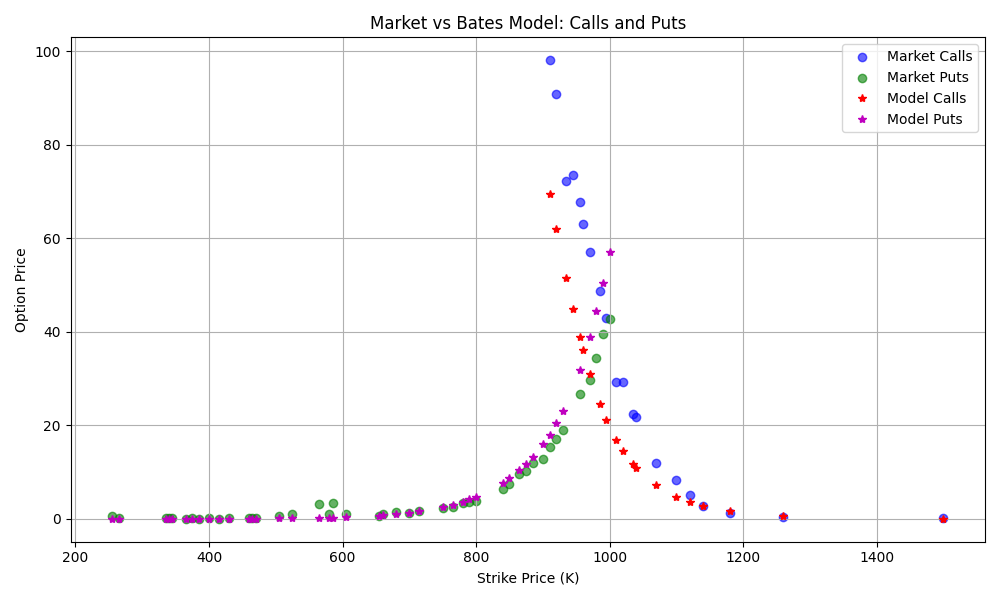 Market vs Bates Model: Calls and Puts
Market Calls
Market Puts
Model Calls
Model Puts
100
80
60
40
20
0
Option Price
200
400
600
800
1000
1200
1400
Strike Price (K)